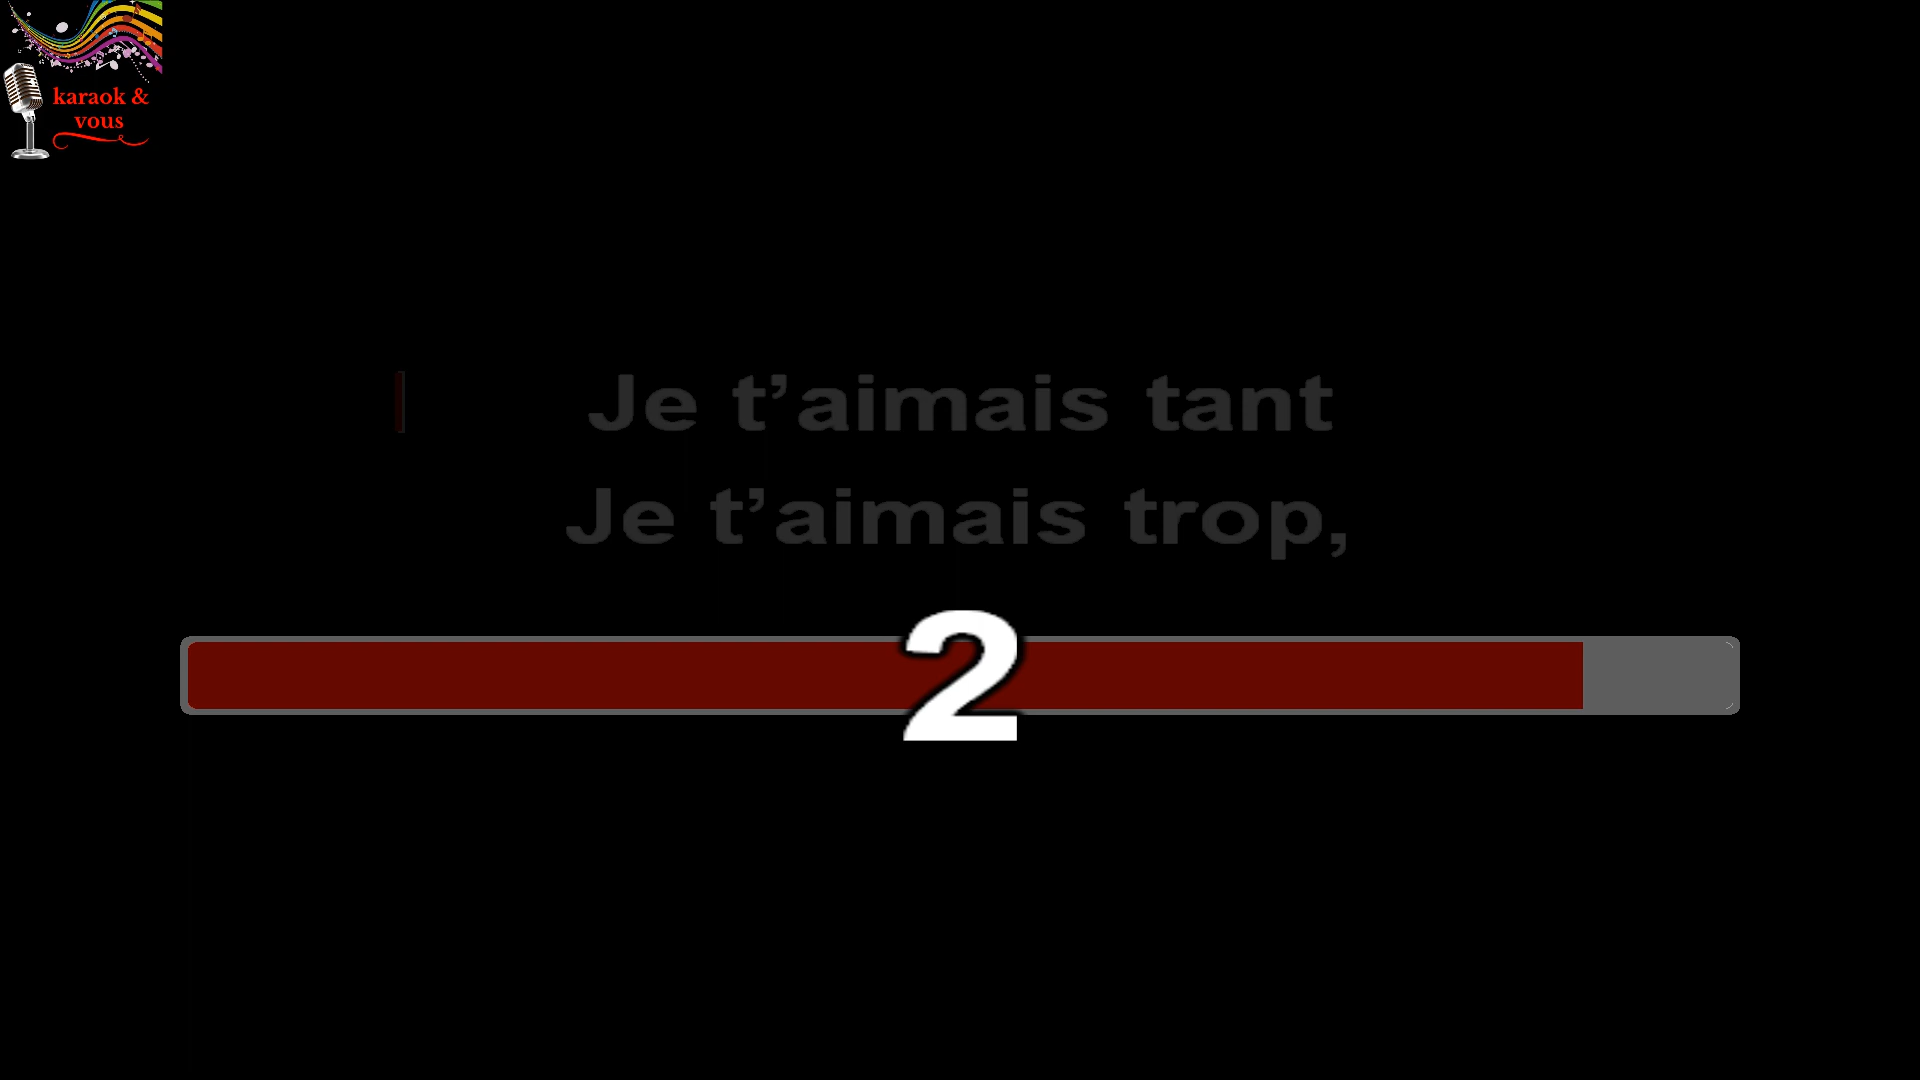 karaok &
vous
Je t’aimais tant
Je t’aimais trop,
2